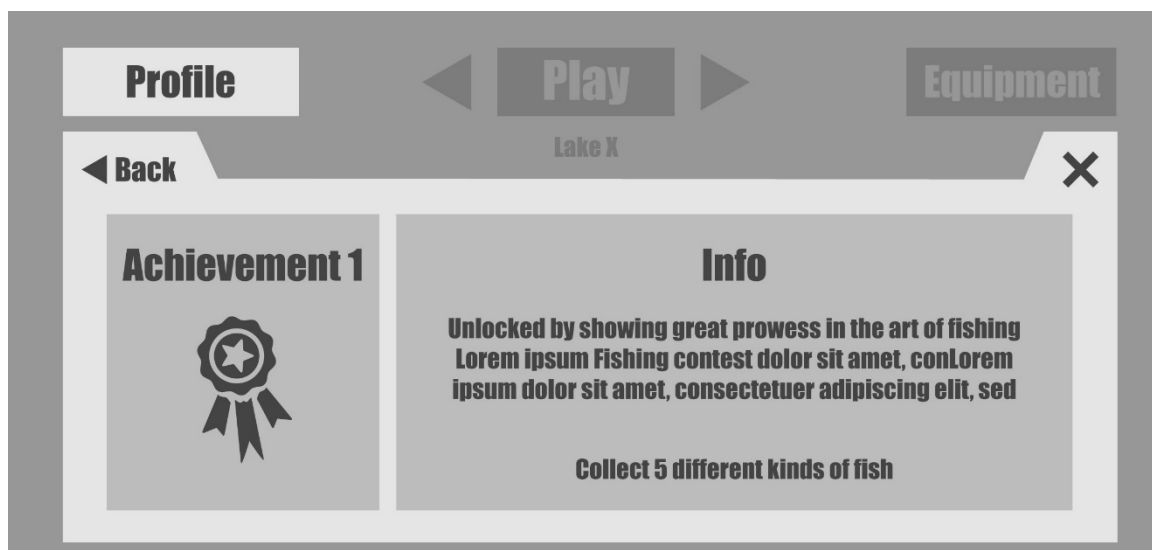 Profile
Play
Equipment
Lake X
Back
Achievement 1
Info
Unlocked by showing great prowess in the art of fishing
Lorem ipsum Fishing contest dolor sit amet, conLorem
ipsum dolor sit amet, consectetuer adipiscing elit, sed
Collect 5 different kinds of fish